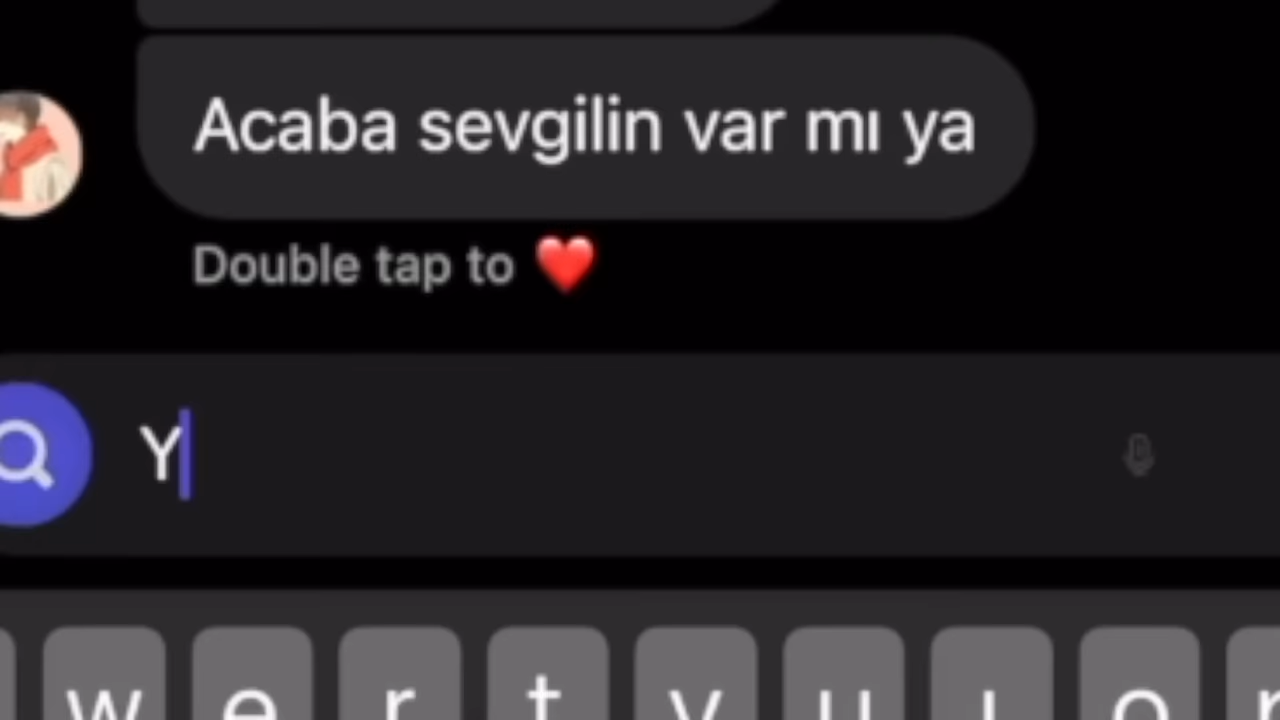 Acaba sevgilin var mı ya
Double tap to ❤️
Y
w e r t y u ı o p